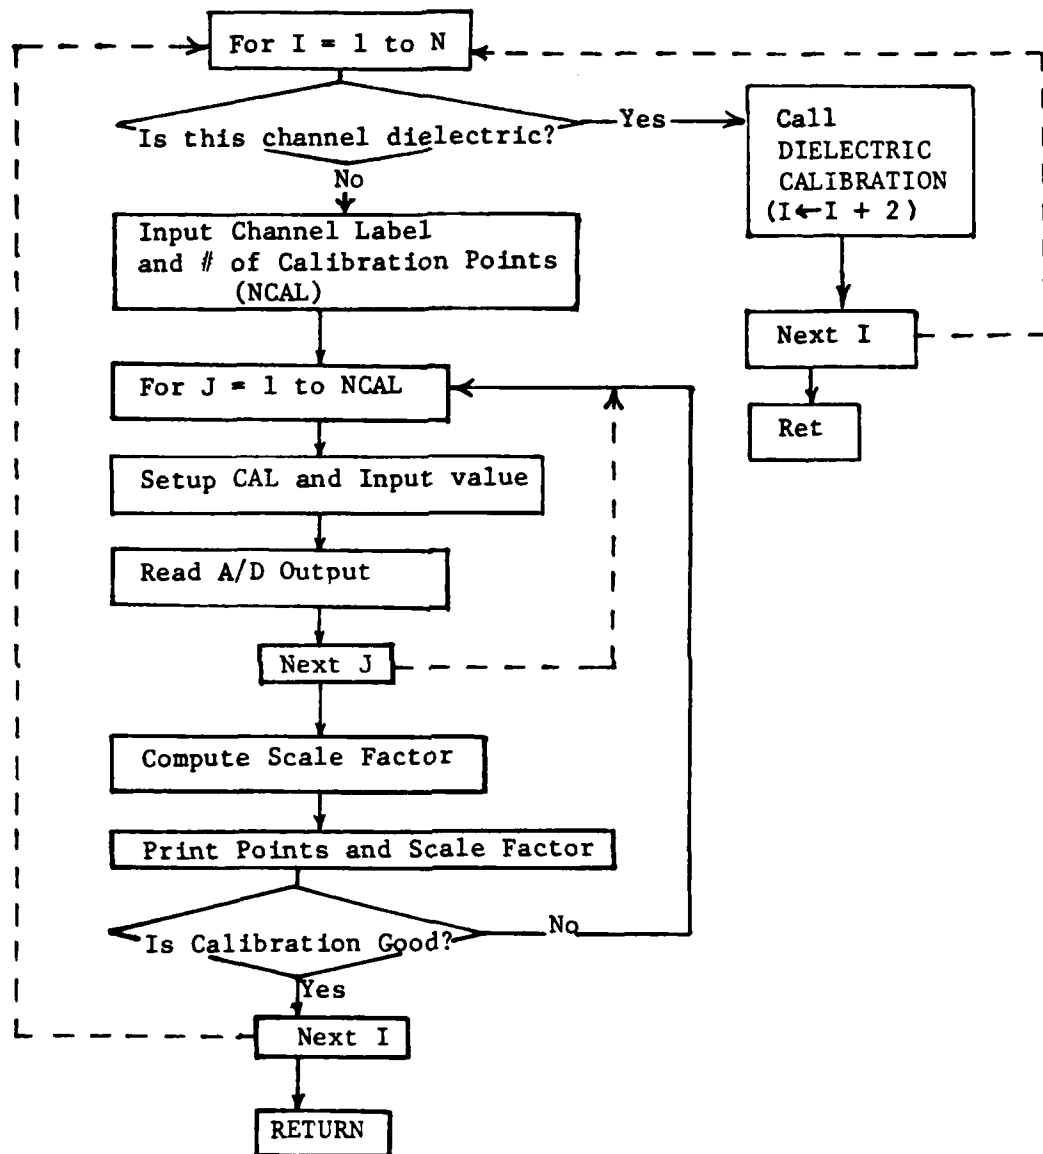 For I = 1 to N
Is this channel dielectric?
Yes
No
Call
DIELECTRIC
CALIBRATION
(I←I + 2)
Input Channel Label
and # of Calibration Points
(NCAL)
Next I
Ret
For J = 1 to NCAL
Setup CAL and Input value
Read A/D Output
Next J
Compute Scale Factor
Print Points and Scale Factor
Is Calibration Good?
No
Yes
Next I
RETURN